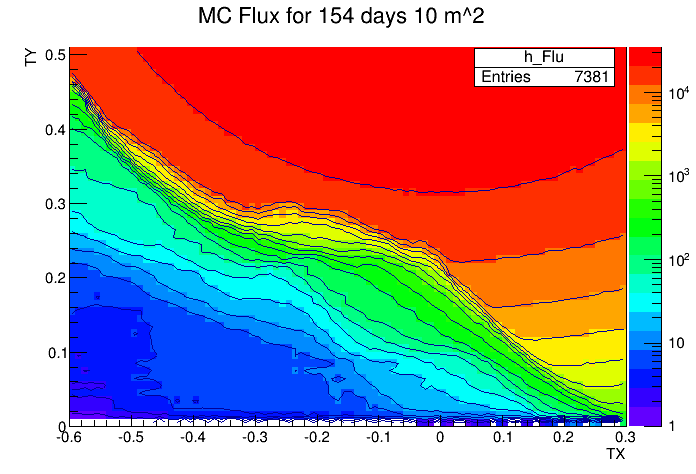 MC Flux for 154 days 10 m^2
h_Flu
Entries 7381
TY
0.5
0.4
0.3
0.2
0.1
0
-0.6 -0.5 -0.4 -0.3 -0.2 -0.1 0 0.1 0.2 0.3
TX
10^4
10^3
10^2
10
1